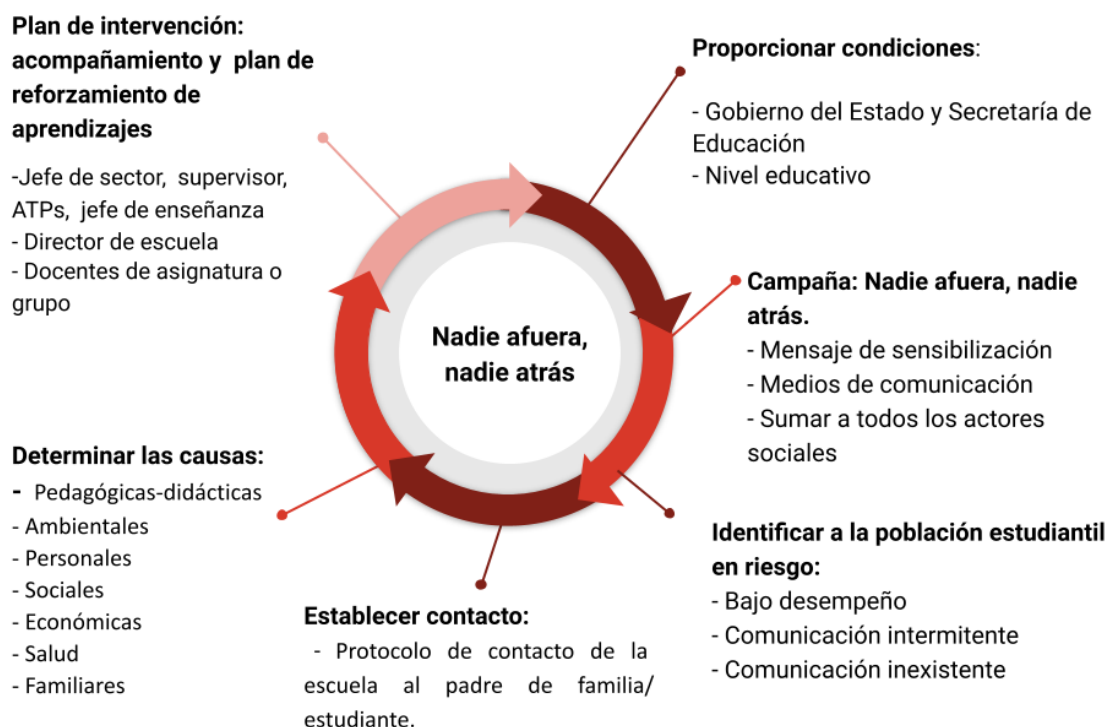 Plan de intervención:
acompañamiento y plan de
reforzamiento de
aprendizajes
-Jefe de sector, supervisor,
ATPs, jefe de enseñanza
- Director de escuela
- Docentes de asignatura o
grupo
Proporcionar condiciones:
- Gobierno del Estado y Secretaría de
Educación
- Nivel educativo
Nadie afuera,
nadie atrás
Campaña: Nadie afuera, nadie
atrás.
- Mensaje de sensibilización
- Medios de comunicación
- Sumar a todos los actores
sociales
Identificar a la población estudiantil
en riesgo:
- Bajo desempeño
- Comunicación intermitente
- Comunicación inexistente
Establecer contacto:
- Protocolo de contacto de la
escuela al padre de familia/
estudiante.
Determinar las causas:
- Pedagógicas-didácticas
- Ambientales
- Personales
- Sociales
- Económicas
- Salud
- Familiares